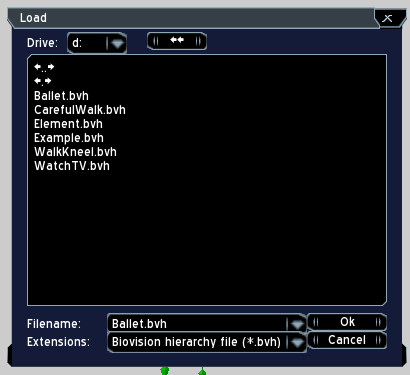 Load
Drive: d:
..
.
Ballet.bvh
CarefulWalk.bvh
Element.bvh
Example.bvh
WalkKneel.bvh
WatchTV.bvh
Filename: Ballet.bvh Ok
Extensions: Biovision hierarchy file (*.bvh) Cancel